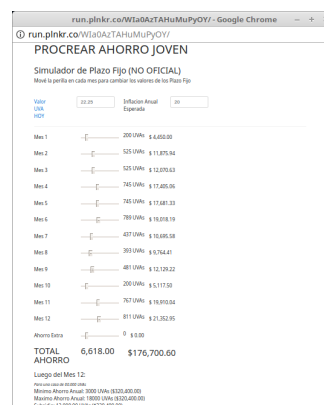 run.plnkr.co/WIa0AzTAHuMuPyOY/ - Google Chrome
run.plnkr.co/WIa0AzTAHuMuPyOY/
PROCREAR AHORRO JOVEN
Simulador de Plazo Fijo (NO OFICIAL)
Mové la perilla en cada mes para cambiar los valores de los Plazo Fijo
Valor UVA HOY 22.25 Inflacion Anual Esperada 20
Mes 1 200 UVAs $ 4,450.00
Mes 2 525 UVAs $ 11,875.94
Mes 3 525 UVAs $ 12,070.63
Mes 4 745 UVAs $ 17,405.06
Mes 5 745 UVAs $ 17,681.33
Mes 6 789 UVAs $ 19,018.19
Mes 7 437 UVAs $ 10,695.58
Mes 8 393 UVAs $ 9,764.41
Mes 9 481 UVAs $ 12,129.22
Mes 10 200 UVAs $ 5,117.50
Mes 11 767 UVAs $ 19,910.04
Mes 12 811 UVAs $ 21,352.95
Ahorro Extra 0 $ 0.00
TOTAL AHORRO 6,618.00 $176,700.60
Luego del Mes 12:
Minimo Ahorro Anual: 3000 UVAs ($320,400.00)
Maximo Ahorro Anual: 18000 UVAs ($320,400.00)